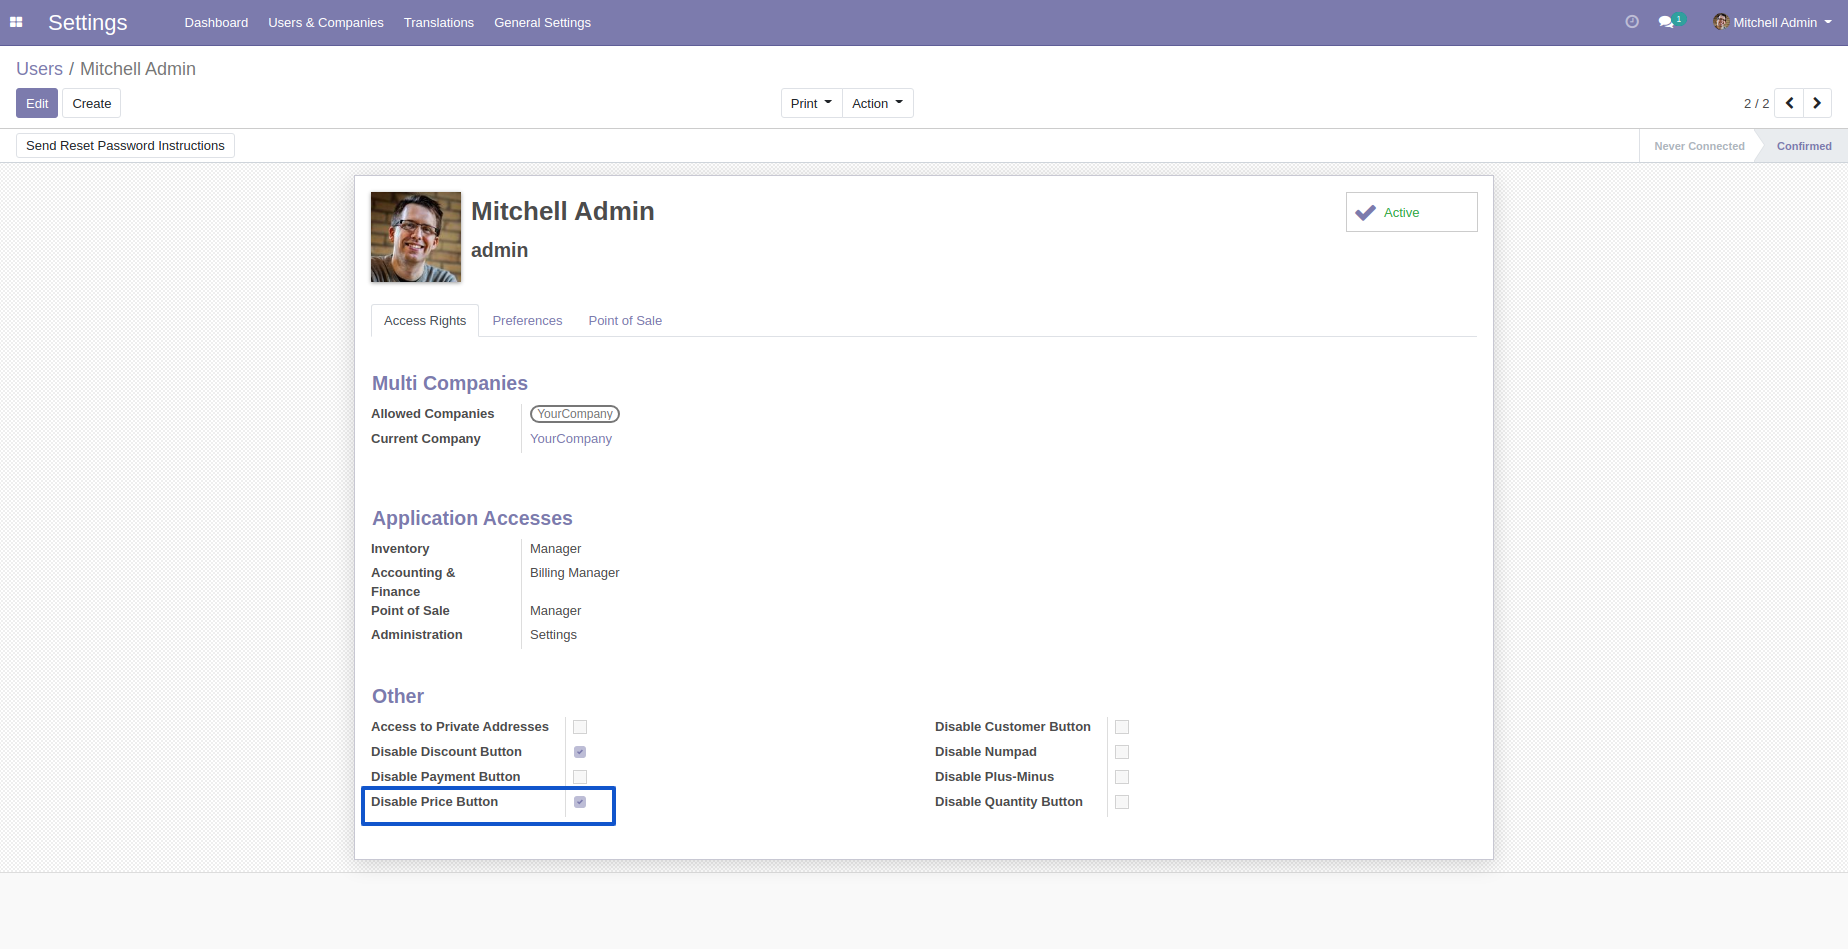 Settings Dashboard Users & Companies Translations General Settings 1 Mitchell Admin
Users / Mitchell Admin
Edit Create Print Action 2 / 2
Send Reset Password Instructions Never Connected Confirmed
Mitchell Admin
Active
admin
Access Rights Preferences Point of Sale
Multi Companies
Allowed Companies YourCompany
Current Company YourCompany
Application Accesses
Inventory Manager
Accounting & Billing Manager
Finance
Point of Sale Manager
Administration Settings
Other
Access to Private Addresses Disable Customer Button
Disable Discount Button Disable Numpad
Disable Payment Button Disable Plus-Minus
Disable Price Button Disable Quantity Button